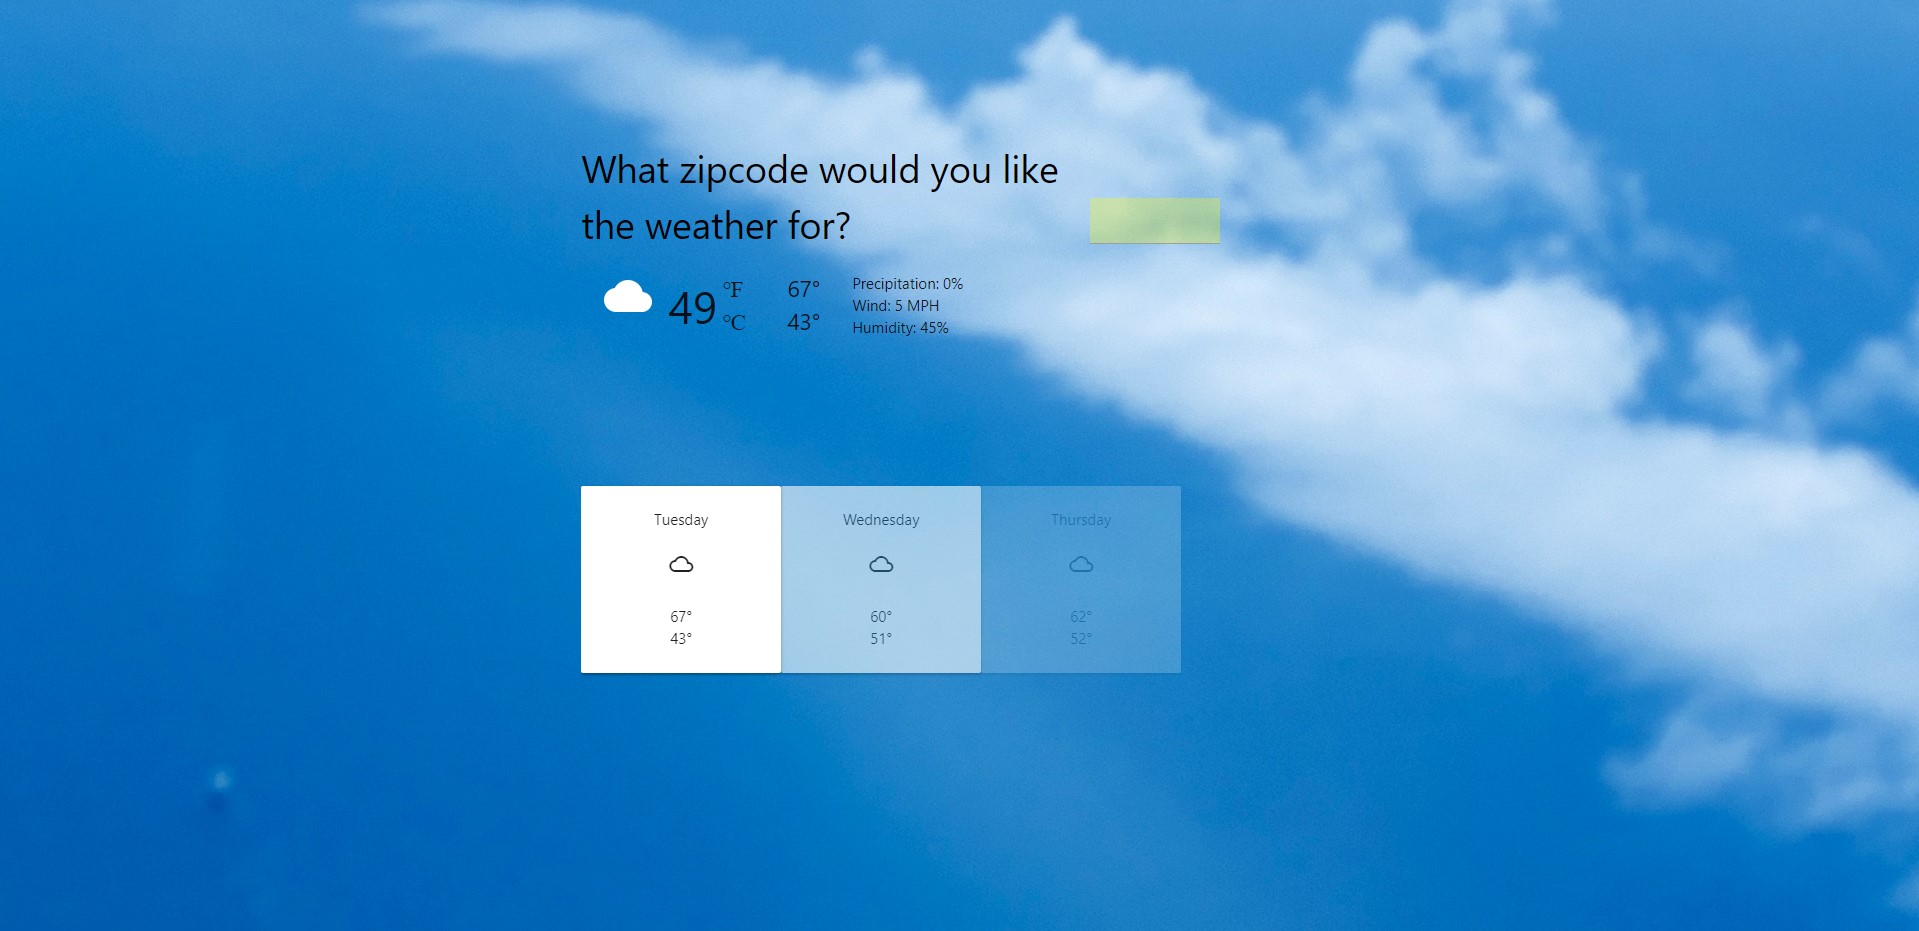 What zipcode would you like
the weather for?
49 °F °C
67°
43°
Precipitation: 0%
Wind: 5 MPH
Humidity: 45%
Tuesday
67°
43°
Wednesday
60°
51°
Thursday
62°
52°